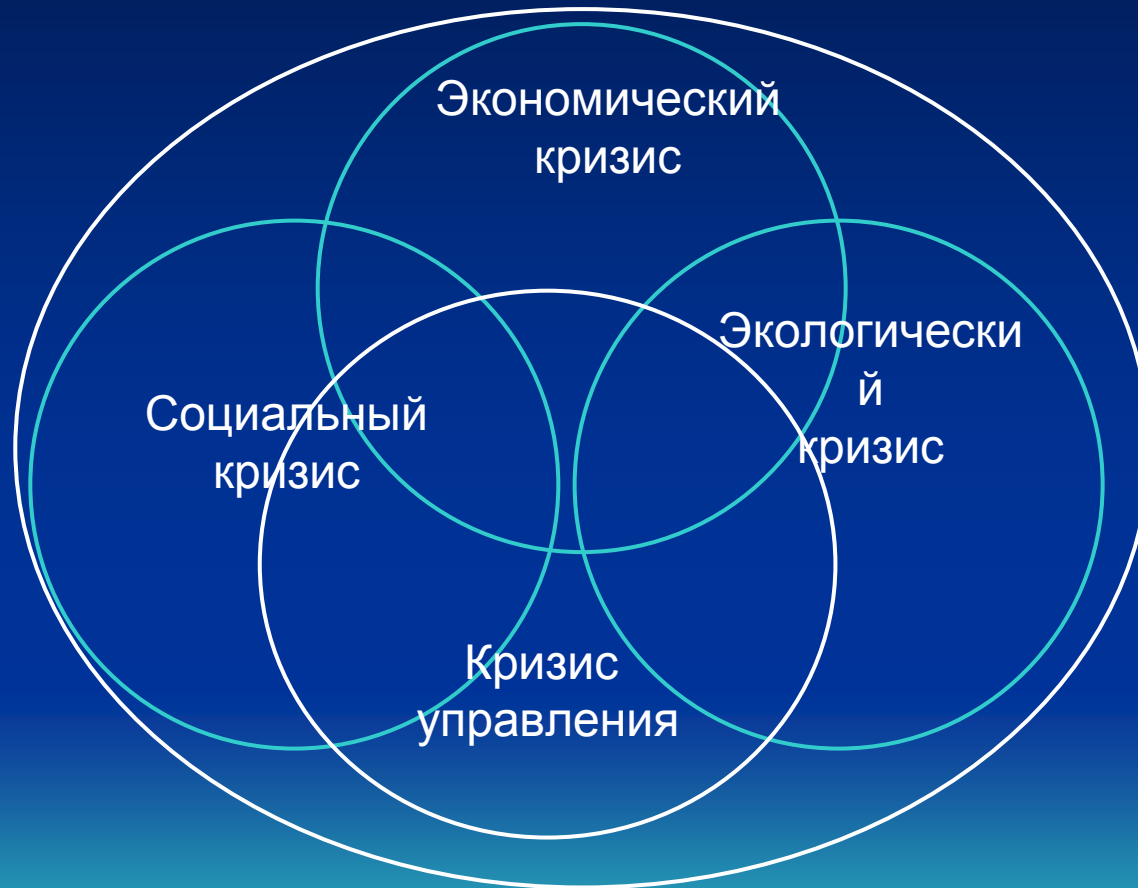 Экономический
кризис
Экологически
й
кризис
Социальный
кризис
Кризис
управления